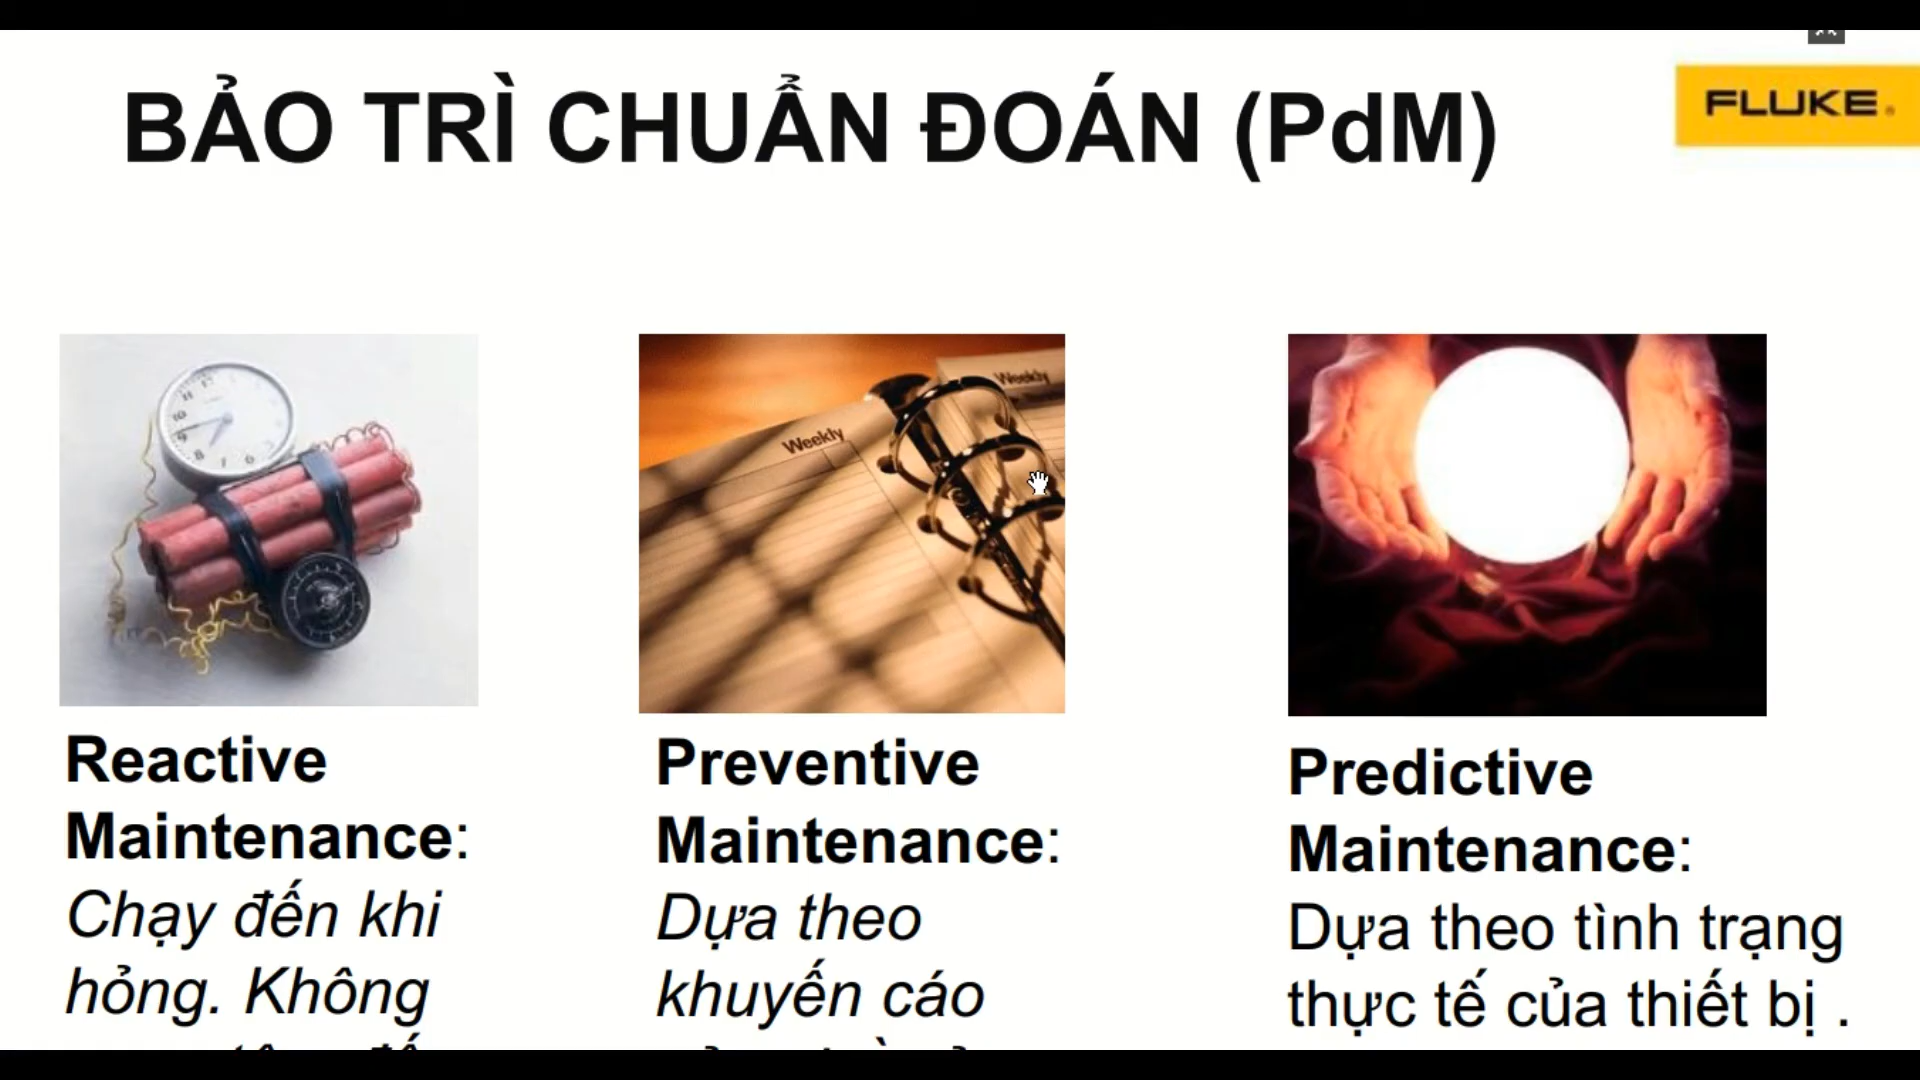 BẢO TRÌ CHUẨN ĐOÁN (PdM)
FLUKE®
Weekly
Weekly
Reactive
Maintenance:
Chạy đến khi
hỏng. Không
Preventive
Maintenance:
Dựa theo
khuyến cáo
Predictive
Maintenance:
Dựa theo tình trạng
thực tế của thiết bị .